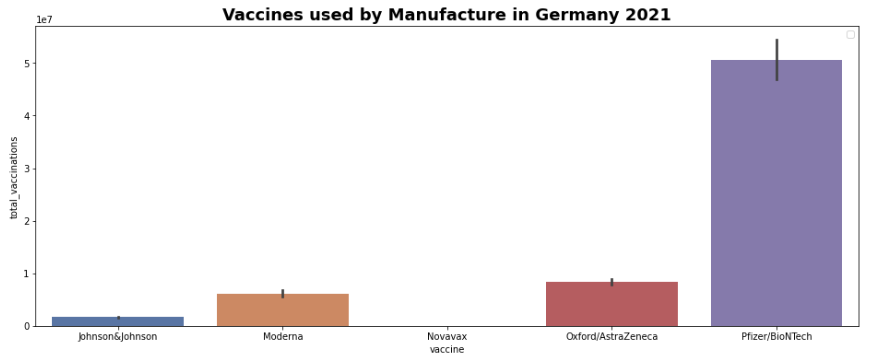 Vaccines used by Manufacture in Germany 2021
1e7
5
4
3
2
1
0
total_vaccinations
Johnson&Johnson Moderna Novavax Oxford/AstraZeneca Pfizer/BioNTech
vaccine